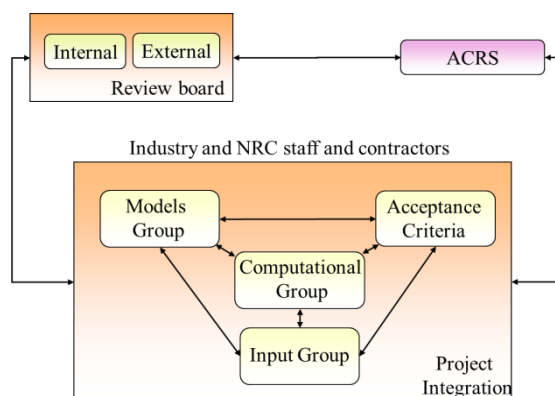 Internal
External
Review board
ACRS
Industry and NRC staff and contractors
Models
Group
Acceptance
Criteria
Computational
Group
Input Group
Project
Integration